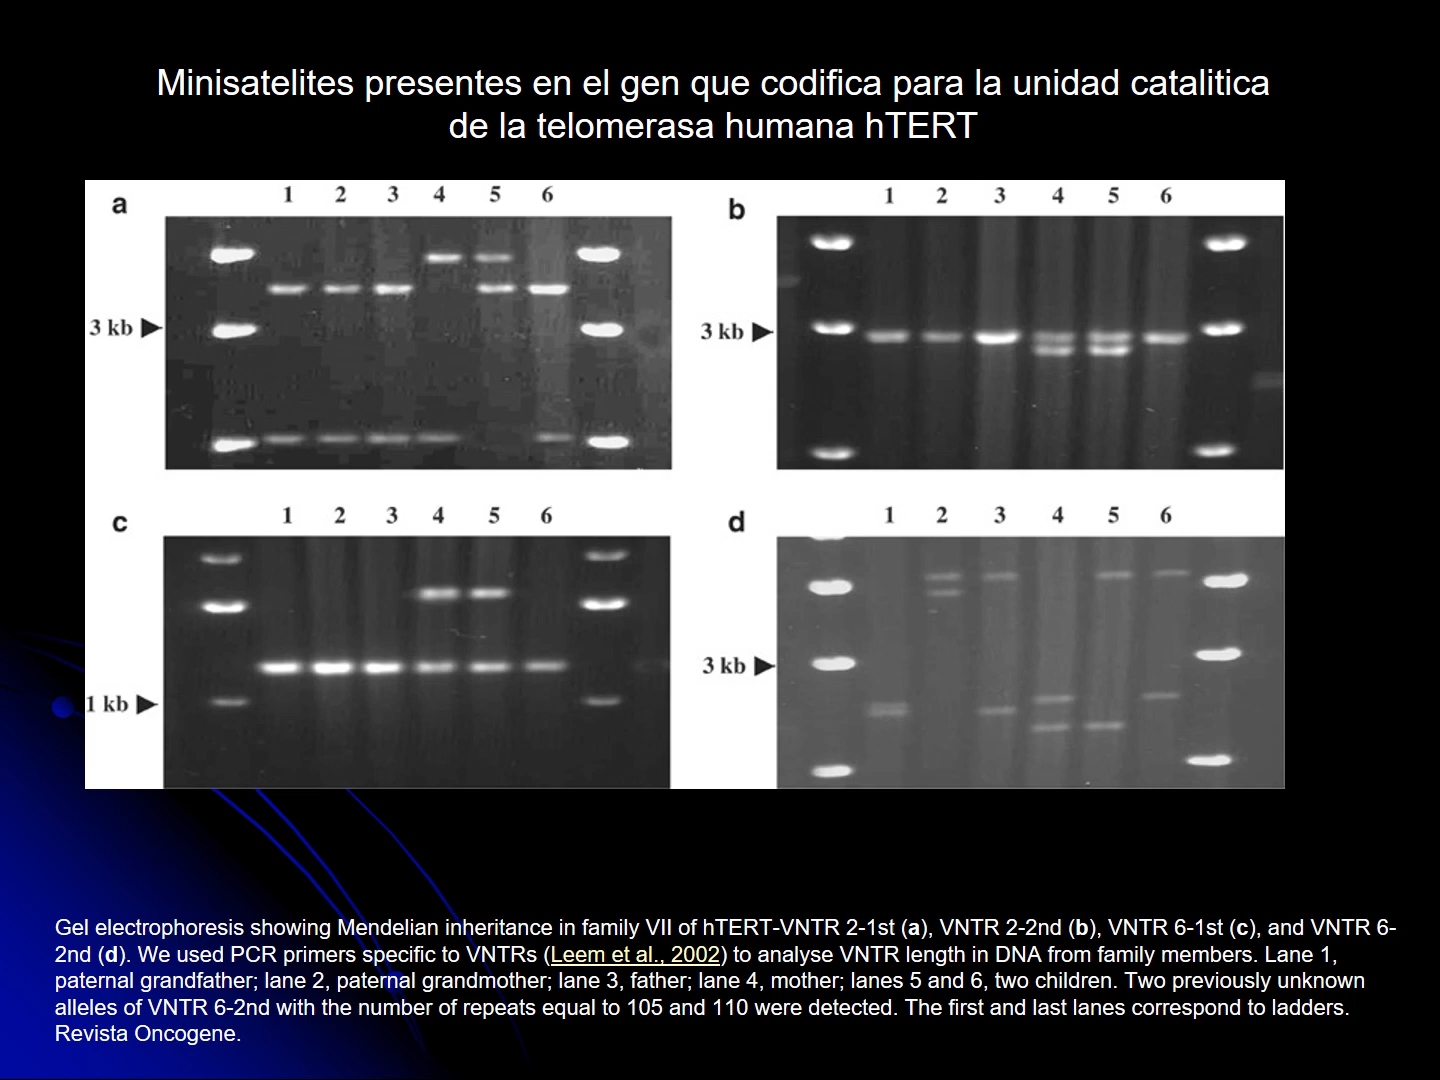 Minisatelites presentes en el gen que codifica para la unidad catalitica
de la telomerasa humana hTERT
a 1 2 3 4 5 6
3 kb
b 1 2 3 4 5 6
3 kb
c 1 2 3 4 5 6
1 kb
d 1 2 3 4 5 6
3 kb
Gel electrophoresis showing Mendelian inheritance in family VII of hTERT-VNTR 2-1st (a), VNTR 2-2nd (b), VNTR 6-1st (c), and VNTR 6-
2nd (d). We used PCR primers specific to VNTRs (Leem et al., 2002) to analyse VNTR length in DNA from family members. Lane 1,
paternal grandfather; lane 2, paternal grandmother; lane 3, father; lane 4, mother; lanes 5 and 6, two children. Two previously unknown
alleles of VNTR 6-2nd with the number of repeats equal to 105 and 110 were detected. The first and last lanes correspond to ladders.
Revista Oncogene.